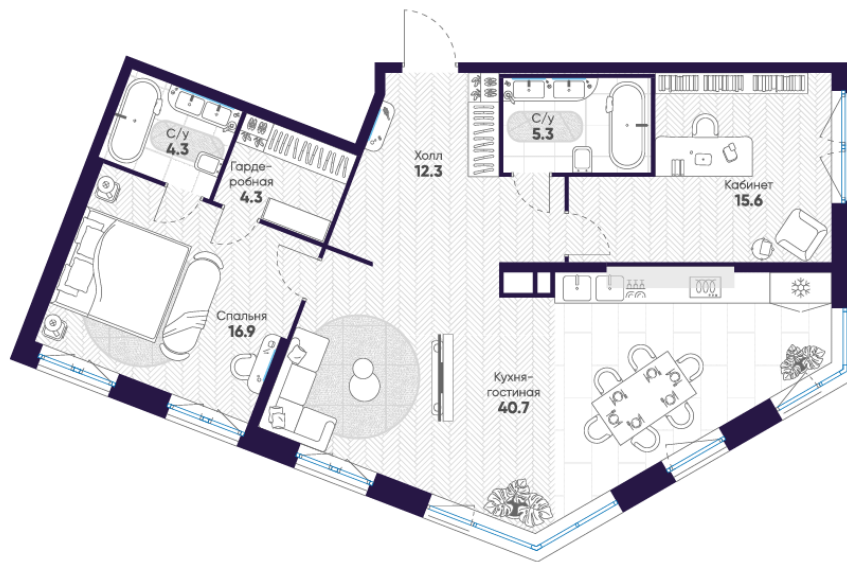 С/у
4.3
Гарде-
робная
4.3
Холл
12.3
С/у
5.3
Кабинет
15.6
Спальня
16.9
Кухня-
гостиная
40.7